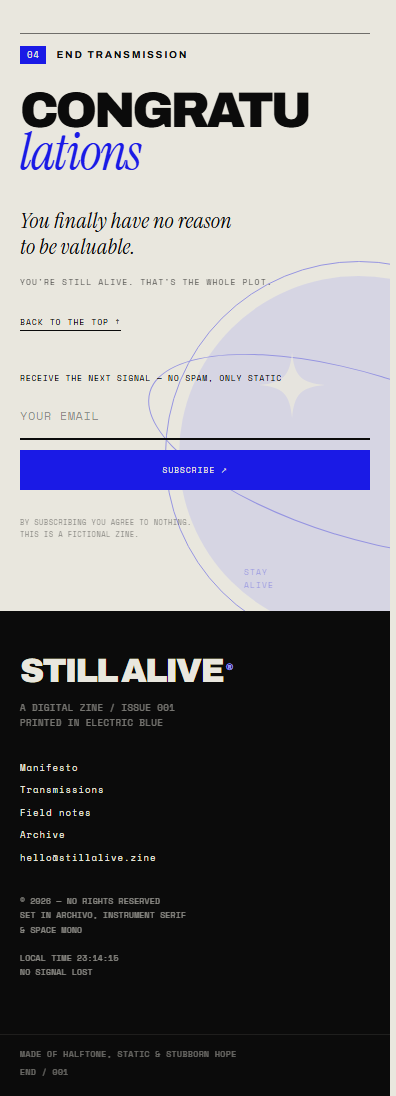 04 END TRANSMISSION
CONGRATU
lations
You finally have no reason
to be valuable.
YOU'RE STILL ALIVE. THAT'S THE WHOLE PLOT.
BACK TO THE TOP ↑
RECEIVE THE NEXT SIGNAL — NO SPAM, ONLY STATIC
YOUR EMAIL
SUBSCRIBE ↗
BY SUBSCRIBING YOU AGREE TO NOTHING.
THIS IS A FICTIONAL ZINE.
STAY
ALIVE
STILL ALIVE®
A DIGITAL ZINE / ISSUE 001
PRINTED IN ELECTRIC BLUE
Manifesto
Transmissions
Field notes
Archive
hello@stillalive.zine
© 2026 — NO RIGHTS RESERVED
SET IN ARCHIVO, INSTRUMENT SERIF
& SPACE MONO
LOCAL TIME 23:14:15
NO SIGNAL LOST
MADE OF HALFTONE, STATIC & STUBBORN HOPE
END / 001